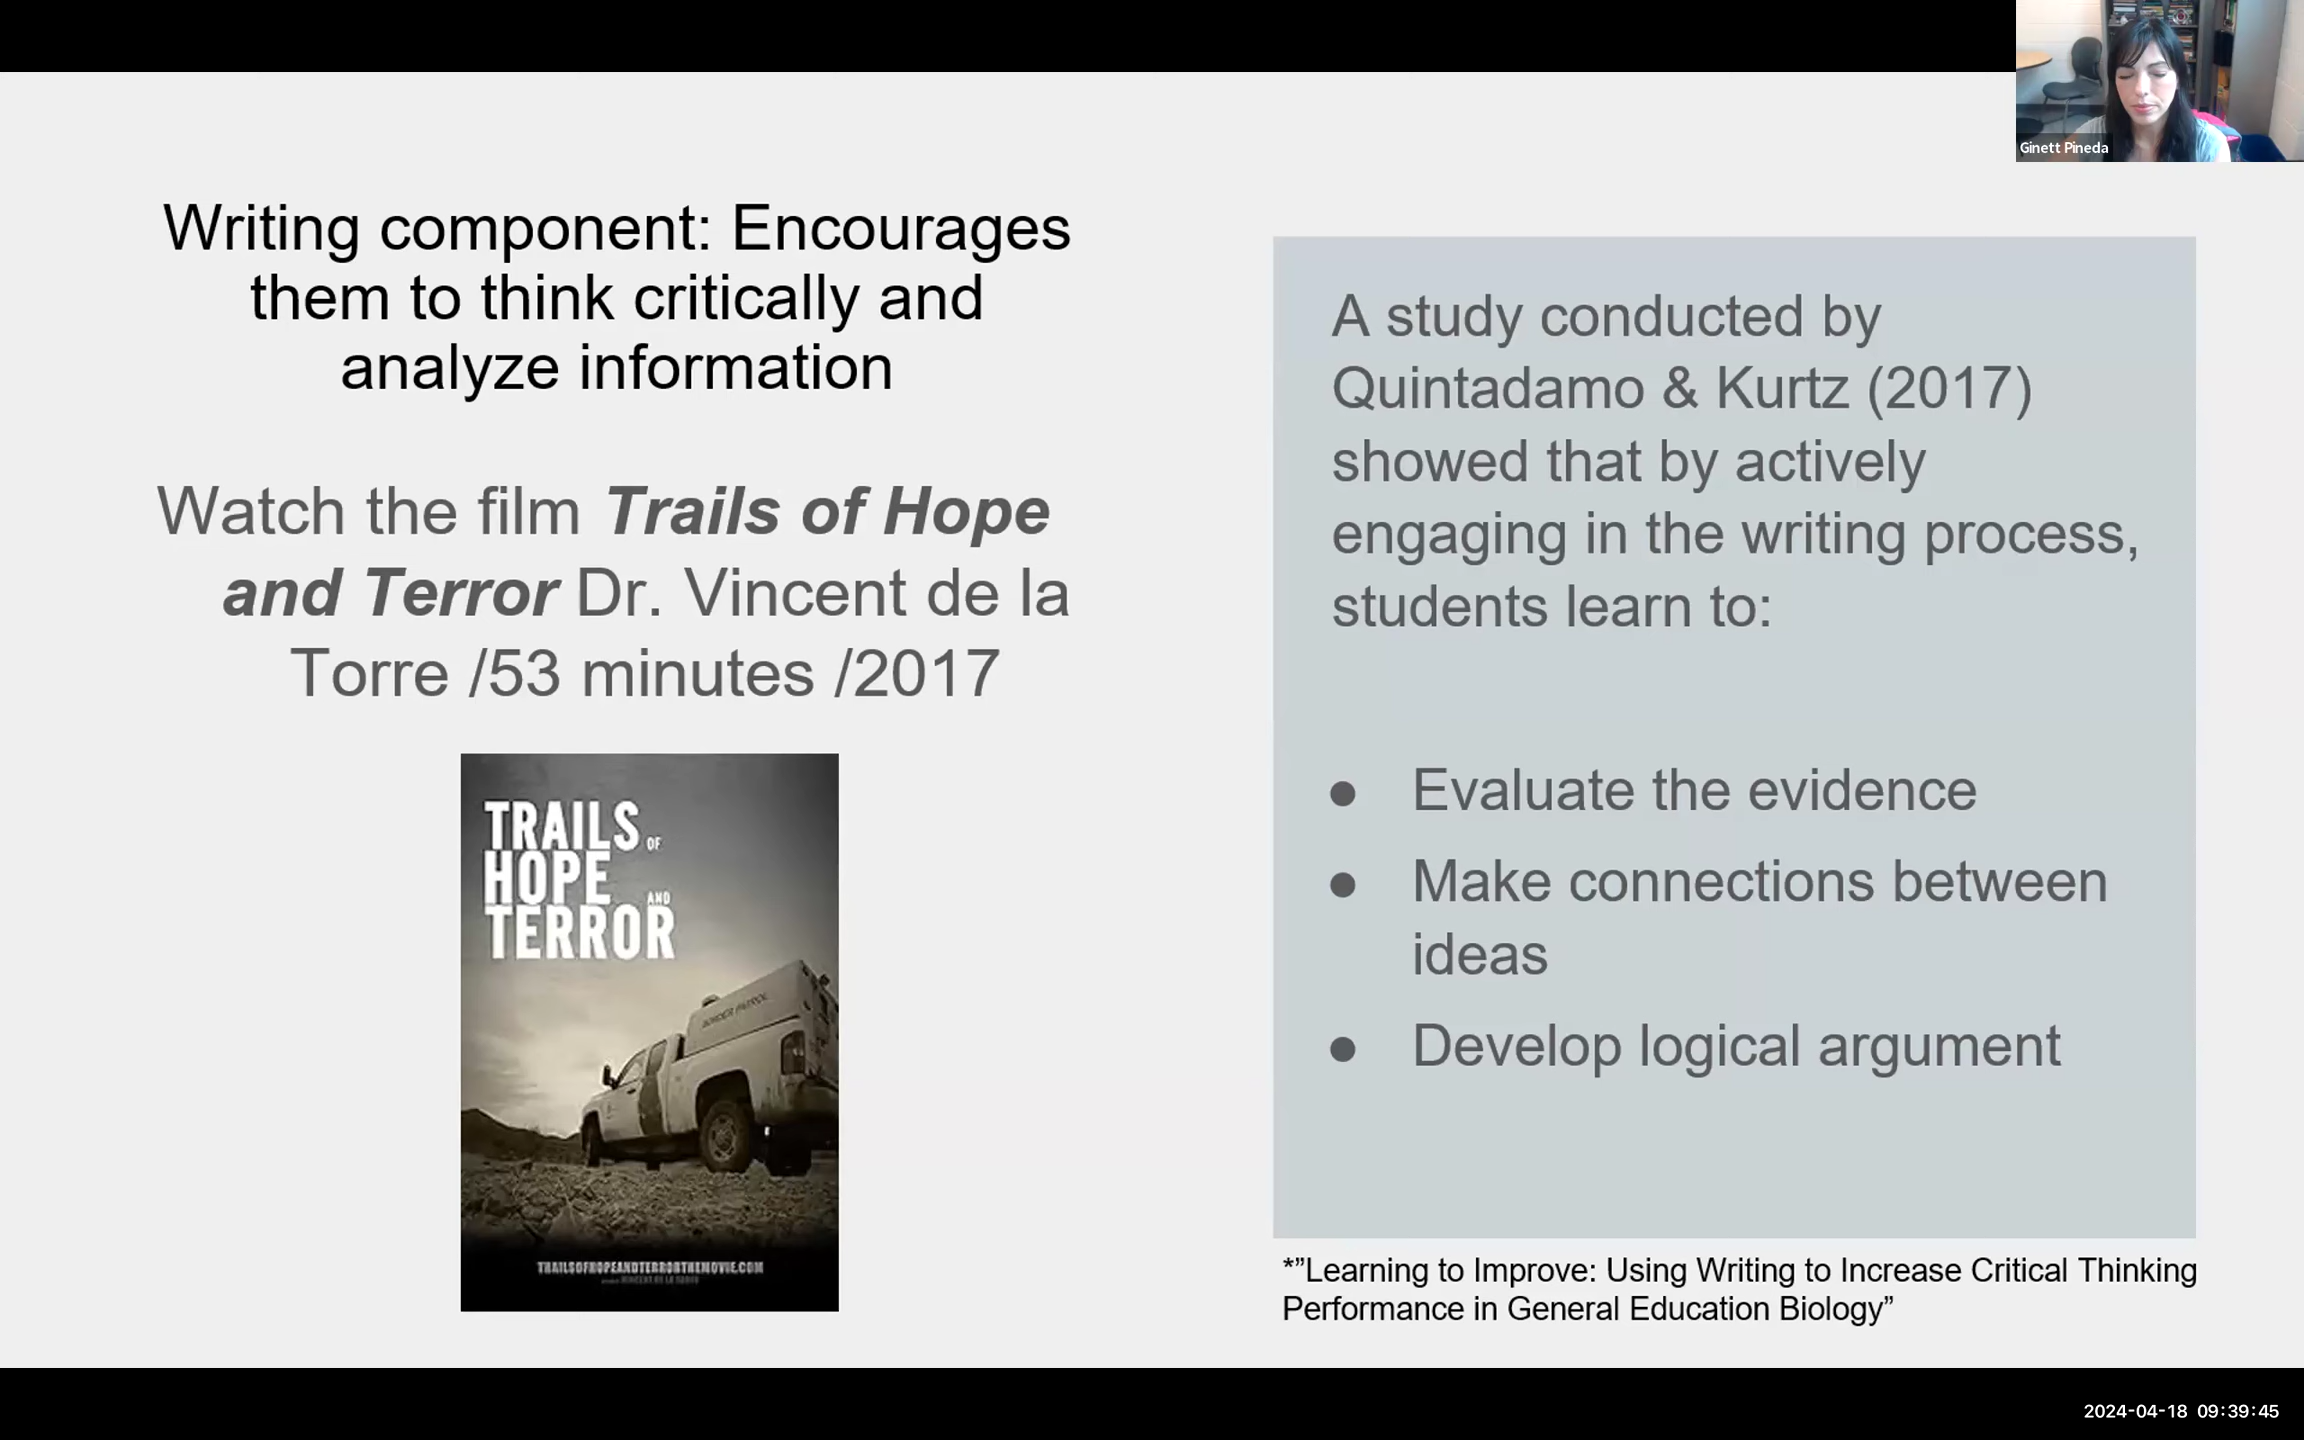 Ginett Pineda
Writing component: Encourages
them to think critically and
analyze information
Watch the film Trails of Hope
and Terror Dr. Vincent de la
Torre /53 minutes /2017
TRAILS OF
HOPE AND
TERROR
BORDER PATROL
TRAILSOFHOPEANDTERRORTHEMOVIE.COM
A study conducted by
Quintadamo & Kurtz (2017)
showed that by actively
engaging in the writing process,
students learn to:
● Evaluate the evidence
● Make connections between
ideas
● Develop logical argument
*”Learning to Improve: Using Writing to Increase Critical Thinking
Performance in General Education Biology”
2024-04-18 09:39:45